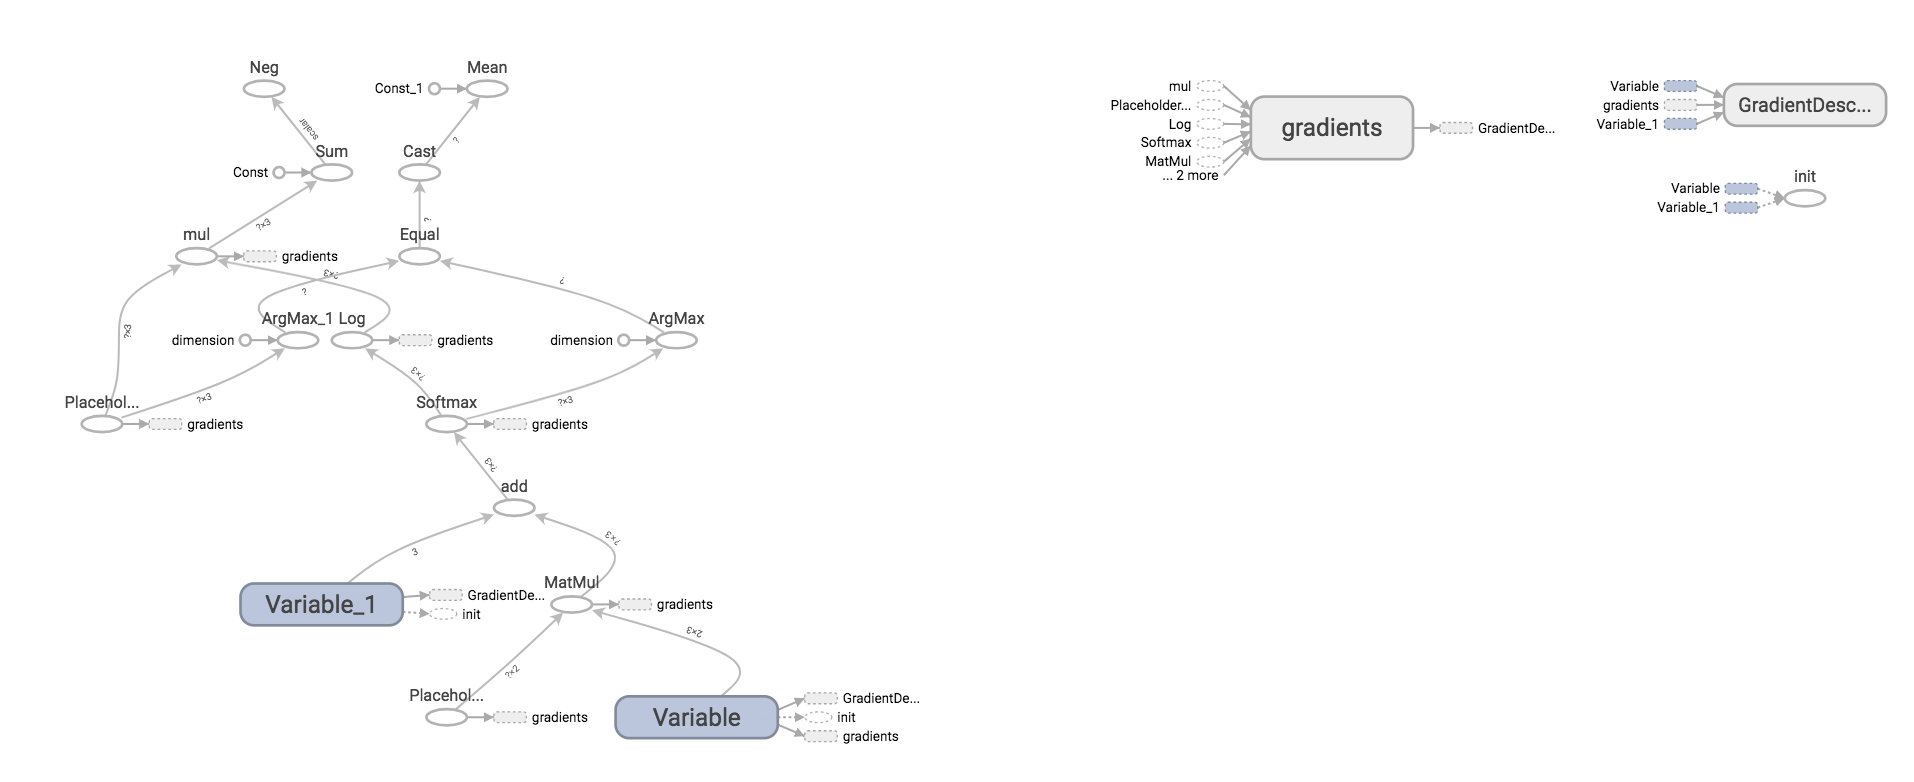 Neg
Mean
Const_1
scalar
?
Sum
Cast
Const
?×3
?
mul
Equal
gradients
?×3
?
?
?×3
ArgMax_1
Log
ArgMax
dimension
gradients
dimension
?×3
?×3
?×3
Placehol...
Softmax
gradients
gradients
?×3
add
3
?×3
MatMul
Variable_1
GradientDe...
init
gradients
2×3
?×2
Placehol...
gradients
Variable
GradientDe...
init
gradients
mul
Placeholder...
Log
Softmax
MatMul
... 2 more
gradients
GradientDe...
Variable
gradients
Variable_1
GradientDesc...
init
Variable
Variable_1